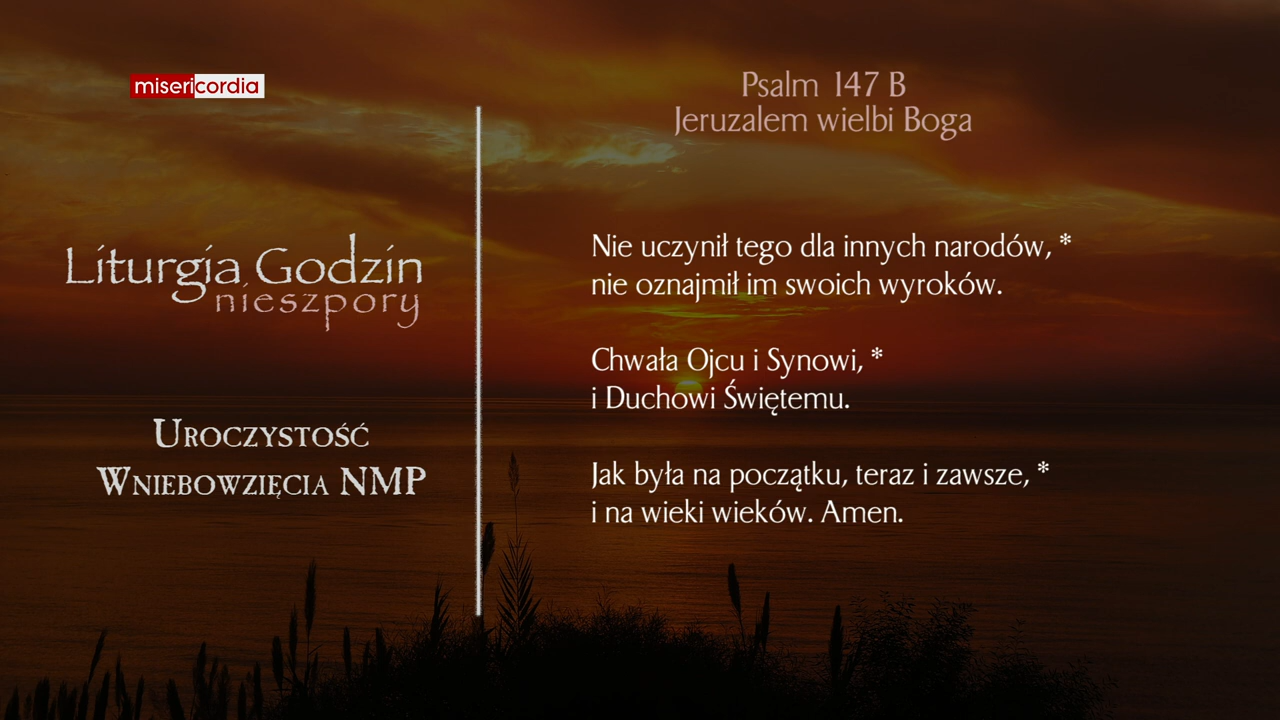 misericordia
Liturgia Godzin
nieszpory
Uroczystość
Wniebowzięcia NMP
Psalm 147 B
Jeruzalem wielbi Boga
Nie uczynił tego dla innych narodów, *
nie oznajmił im swoich wyroków.
Chwała Ojcu i Synowi, *
i Duchowi Świętemu.
Jak była na początku, teraz i zawsze, *
i na wieki wieków. Amen.